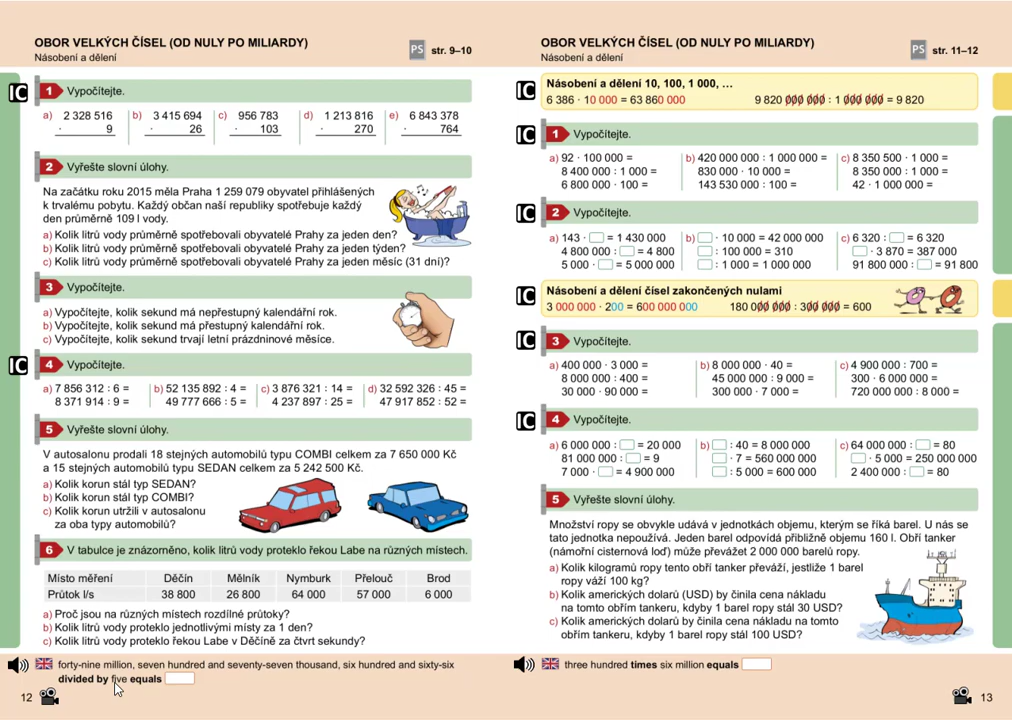 OBOR VELKÝCH ČÍSEL (OD NULY PO MILIARDY)
Násobení a dělení
PS str. 9–10
IC 1 Vypočítejte.
a) 2 328 516 b) 3 415 694 c) 956 783 d) 1 213 816 e) 6 843 378
· 9 · 26 · 103 · 270 · 764
2 Vyřešte slovní úlohy.
Na začátku roku 2015 měla Praha 1 259 079 obyvatel přihlášených
k trvalému pobytu. Každý občan naší republiky spotřebuje každý
den průměrně 109 l vody.
a) Kolik litrů vody průměrně spotřebovali obyvatelé Prahy za jeden den?
b) Kolik litrů vody průměrně spotřebovali obyvatelé Prahy za jeden týden?
c) Kolik litrů vody průměrně spotřebovali obyvatelé Prahy za jeden měsíc (31 dní)?
3 Vypočítejte.
a) Vypočítejte, kolik sekund má nepřestupný kalendářní rok.
b) Vypočítejte, kolik sekund má přestupný kalendářní rok.
c) Vypočítejte, kolik sekund trvají letní prázdninové měsíce.
IC 4 Vypočítejte.
a) 7 856 312 : 6 = b) 52 135 892 : 4 = c) 3 876 321 : 14 = d) 32 592 326 : 45 =
8 371 914 : 9 = 49 777 666 : 5 = 4 237 897 : 25 = 47 917 852 : 52 =
5 Vyřešte slovní úlohy.
V autosalonu prodali 18 stejných automobilů typu COMBI celkem za 7 650 000 Kč
a 15 stejných automobilů typu SEDAN celkem za 5 242 500 Kč.
a) Kolik korun stál typ SEDAN?
b) Kolik korun stál typ COMBI?
c) Kolik korun utržili v autosalonu
za oba typy automobilů?
6 V tabulce je znázorněno, kolik litrů vody proteklo řekou Labe na různých místech.
Místo měření Děčín Mělník Nymburk Přelouč Brod
Průtok l/s 38 800 26 800 64 000 57 000 6 000
a) Proč jsou na různých místech rozdílné průtoky?
b) Kolik litrů vody proteklo jednotlivými místy za 1 den?
c) Kolik litrů vody proteklo řekou Labe v Děčíně za čtvrt sekundy?
forty-nine million, seven hundred and seventy-seven thousand, six hundred and sixty-six
divided by five equals
12
OBOR VELKÝCH ČÍSEL (OD NULY PO MILIARDY)
Násobení a dělení
PS str. 11–12
IC Násobení a dělení 10, 100, 1 000, …
6 386 · 10 000 = 63 860 000 9 820 000 000 : 1 000 000 = 9 820
IC 1 Vypočítejte.
a) 92 · 100 000 = b) 420 000 000 : 1 000 000 = c) 8 350 500 · 1 000 =
8 400 000 : 1 000 = 830 000 · 10 000 = 8 350 000 : 1 000 =
6 800 000 · 100 = 143 530 000 : 100 = 42 · 1 000 000 =
IC 2 Vypočítejte.
a) 143 · = 1 430 000 b) · 10 000 = 42 000 000 c) 6 320 : = 6 320
4 800 000 : = 4 800 : 100 000 = 310 · 3 870 = 387 000
5 000 · = 5 000 000 : 1 000 = 1 000 000 91 800 000 : = 91 800
IC Násobení a dělení čísel zakončených nulami
3 000 000 · 200 = 600 000 000 180 000 000 : 300 000 = 600
IC 3 Vypočítejte.
a) 400 000 · 3 000 = b) 8 000 000 · 40 = c) 4 900 000 : 700 =
8 000 000 : 400 = 45 000 000 : 9 000 = 300 · 6 000 000 =
30 000 · 90 000 = 300 000 · 7 000 = 720 000 000 : 8 000 =
IC 4 Vypočítejte.
a) 6 000 000 : = 20 000 b) : 40 = 8 000 000 c) 64 000 000 : = 80
81 000 000 : = 9 · 7 = 560 000 000 · 5 000 = 250 000 000
7 000 · = 4 900 000 : 5 000 = 600 000 2 400 000 : = 80
5 Vyřešte slovní úlohy.
Množství ropy se obvykle udává v jednotkách objemu, kterým se říká barel. U nás se
tato jednotka nepoužívá. Jeden barel odpovídá přibližně objemu 160 l. Obří tanker
(námořní cisternová loď) může převážet 2 000 000 barelů ropy.
a) Kolik kilogramů ropy tento obří tanker převáží, jestliže 1 barel
ropy váží 100 kg?
b) Kolik amerických dolarů (USD) by činila cena nákladu
na tomto obřím tankeru, kdyby 1 barel ropy stál 30 USD?
c) Kolik amerických dolarů by činila cena nákladu na tomto
obřím tankeru, kdyby 1 barel ropy stál 100 USD?
three hundred times six million equals
13